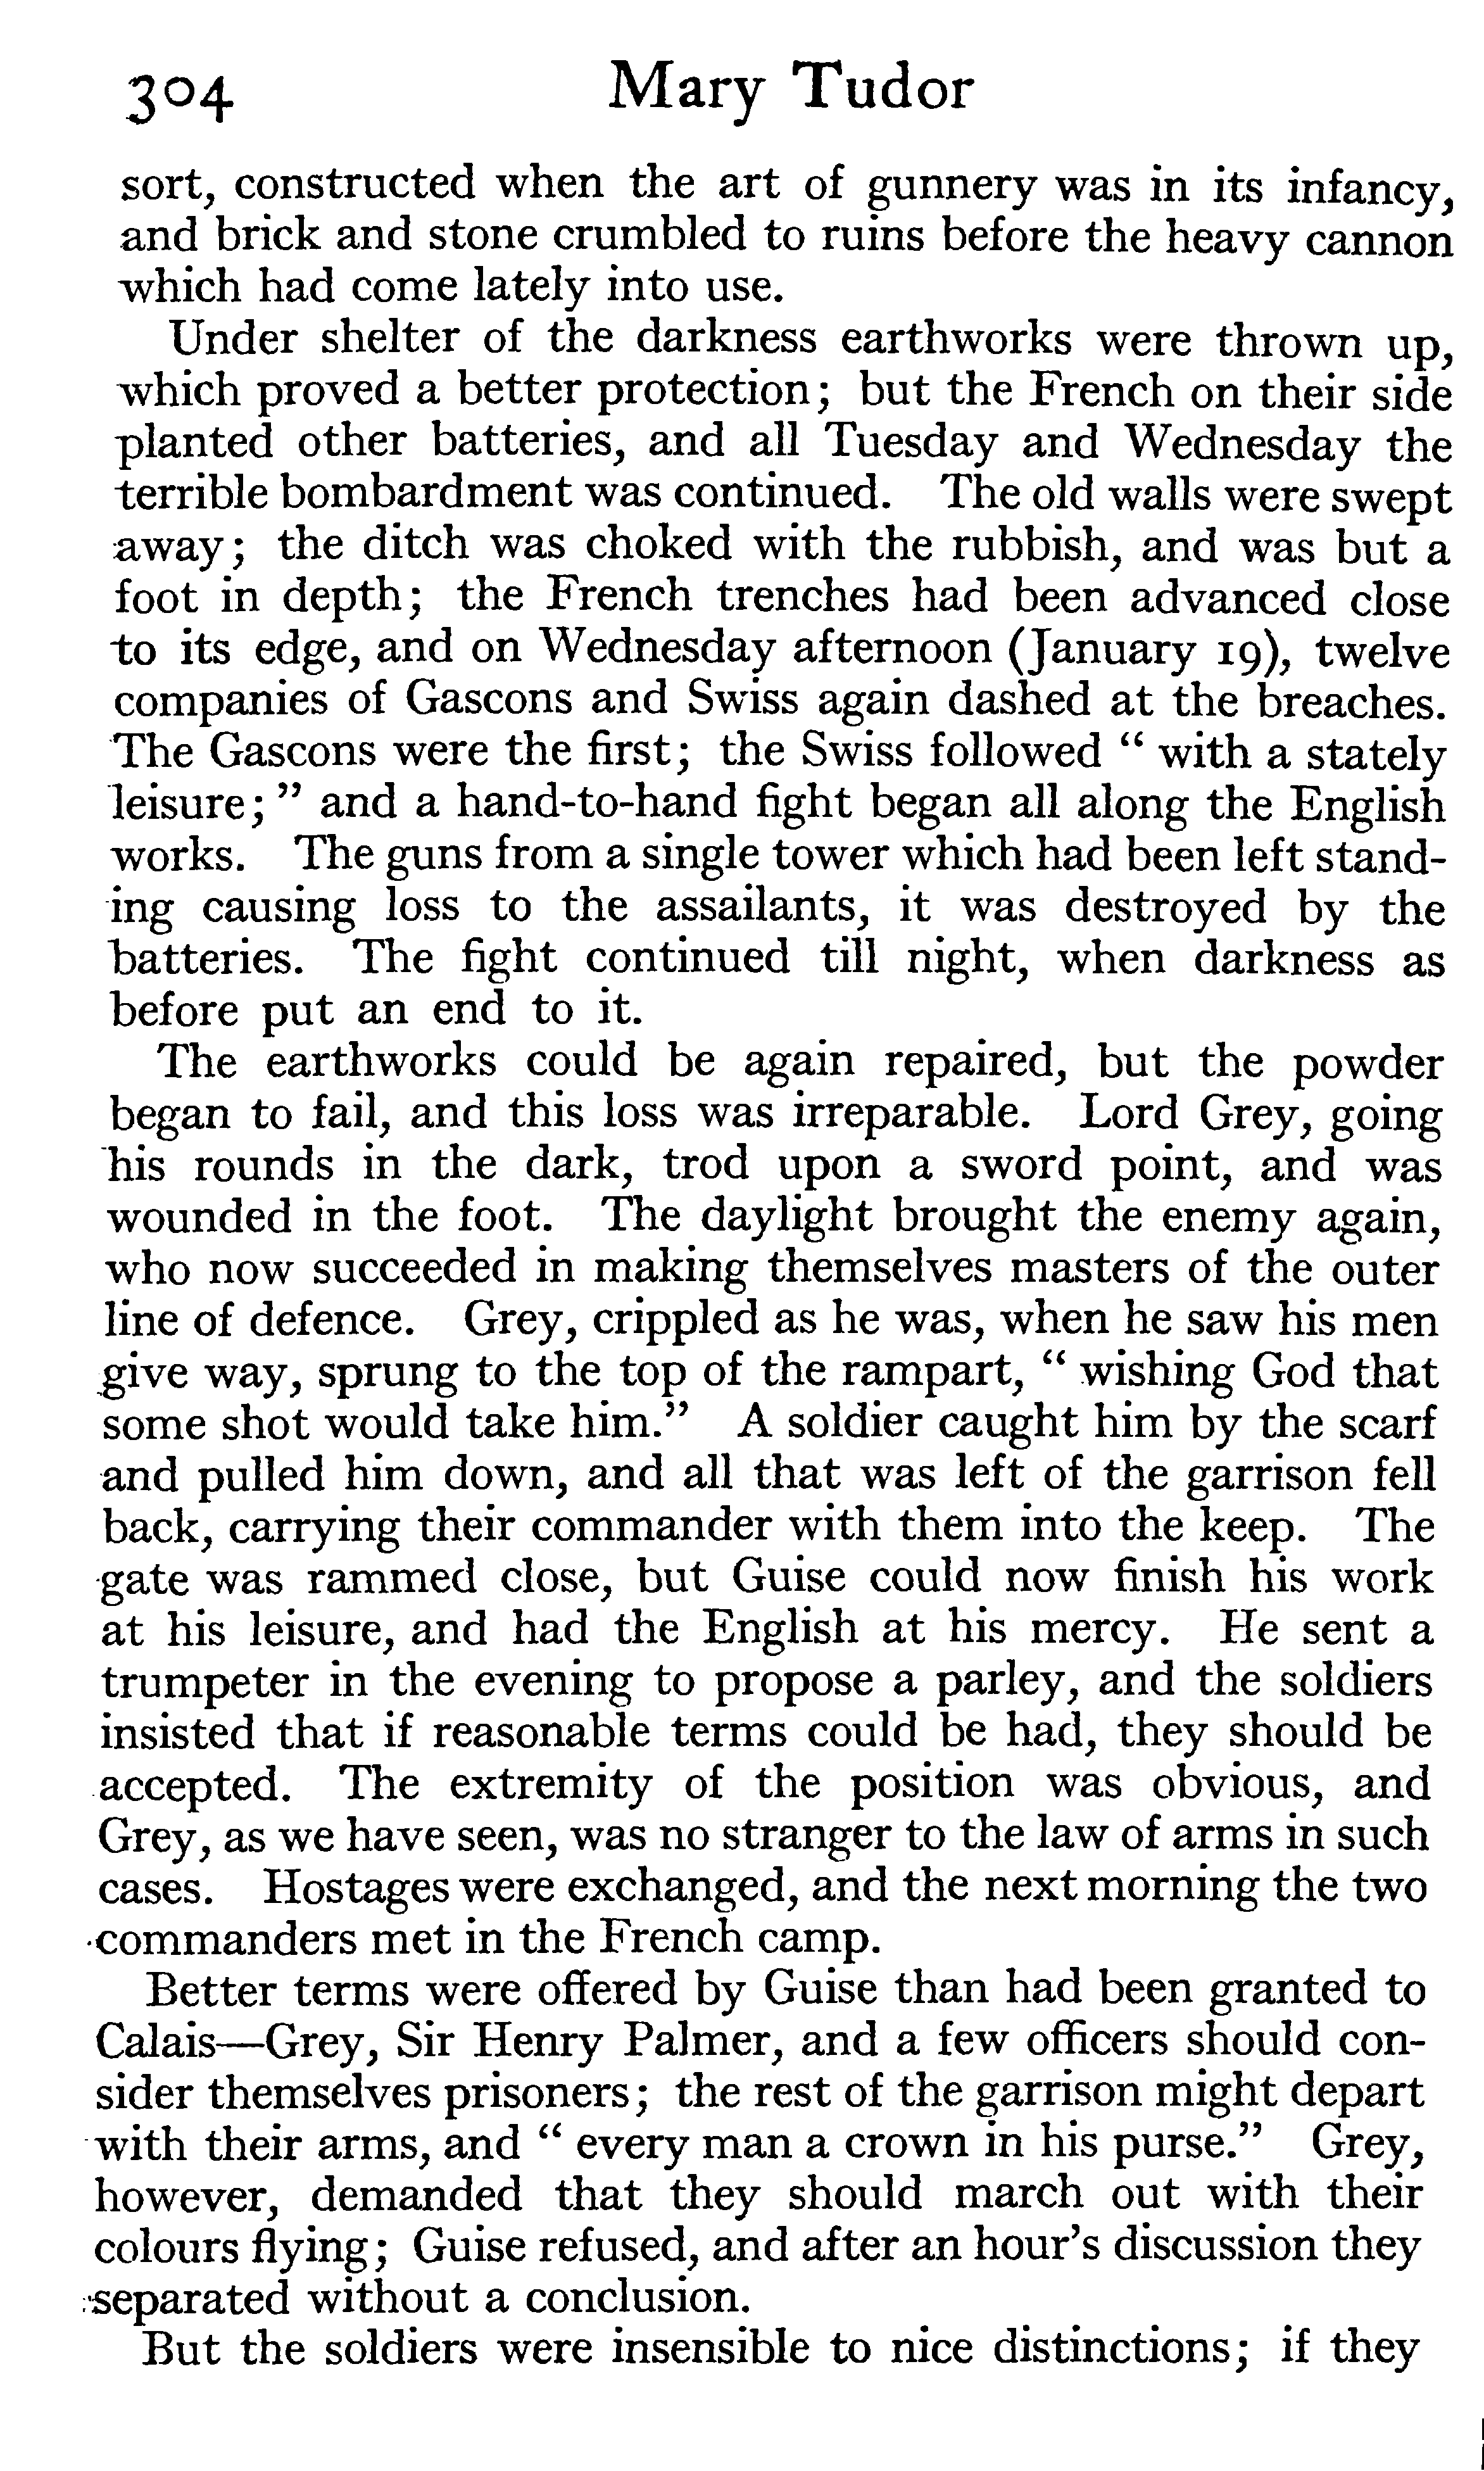 304 Mary Tudor
sort, constructed when the art of gunnery was in its infancy,
and brick and stone crumbled to ruins before the heavy cannon
which had come lately into use.
Under shelter of the darkness earthworks were thrown up,
which proved a better protection; but the French on their side
planted other batteries, and all Tuesday and Wednesday the
terrible bombardment was continued. The old walls were swept
away; the ditch was choked with the rubbish, and was but a
foot in depth; the French trenches had been advanced close
to its edge, and on Wednesday afternoon (January 19), twelve
companies of Gascons and Swiss again dashed at the breaches.
The Gascons were the first; the Swiss followed “ with a stately
leisure; ” and a hand-to-hand fight began all along the English
works. The guns from a single tower which had been left stand-
ing causing loss to the assailants, it was destroyed by the
batteries. The fight continued till night, when darkness as
before put an end to it.
The earthworks could be again repaired, but the powder
began to fail, and this loss was irreparable. Lord Grey, going
his rounds in the dark, trod upon a sword point, and was
wounded in the foot. The daylight brought the enemy again,
who now succeeded in making themselves masters of the outer
line of defence. Grey, crippled as he was, when he saw his men
give way, sprung to the top of the rampart, “ wishing God that
some shot would take him.” A soldier caught him by the scarf
and pulled him down, and all that was left of the garrison fell
back, carrying their commander with them into the keep. The
gate was rammed close, but Guise could now finish his work
at his leisure, and had the English at his mercy. He sent a
trumpeter in the evening to propose a parley, and the soldiers
insisted that if reasonable terms could be had, they should be
accepted. The extremity of the position was obvious, and
Grey, as we have seen, was no stranger to the law of arms in such
cases. Hostages were exchanged, and the next morning the two
commanders met in the French camp.
Better terms were offered by Guise than had been granted to
Calais—Grey, Sir Henry Palmer, and a few officers should con-
sider themselves prisoners; the rest of the garrison might depart
with their arms, and “ every man a crown in his purse.” Grey,
however, demanded that they should march out with their
colours flying; Guise refused, and after an hour’s discussion they
separated without a conclusion.
But the soldiers were insensible to nice distinctions; if they